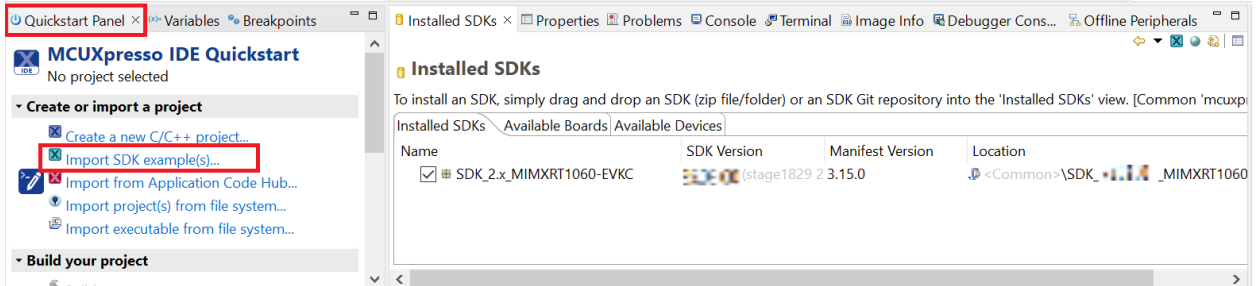 Quickstart Panel × (x)= Variables Breakpoints
MCUXpresso IDE Quickstart
IDE
No project selected
Create or import a project
Create a new C/C++ project...
Import SDK example(s)...
Import from Application Code Hub...
Import project(s) from file system...
Import executable from file system...
Build your project
Installed SDKs × Properties Problems Console Terminal Image Info Debugger Cons... Offline Peripherals
Installed SDKs
To install an SDK, simply drag and drop an SDK (zip file/folder) or an SDK Git repository into the 'Installed SDKs' view. [Common 'mcuxpr
Installed SDKs Available Boards Available Devices
Name SDK Version Manifest Version Location
SDK_2.x_MIMXRT1060-EVKC (stage1829 2 3.15.0 <Common>\SDK_ _MIMXRT1060